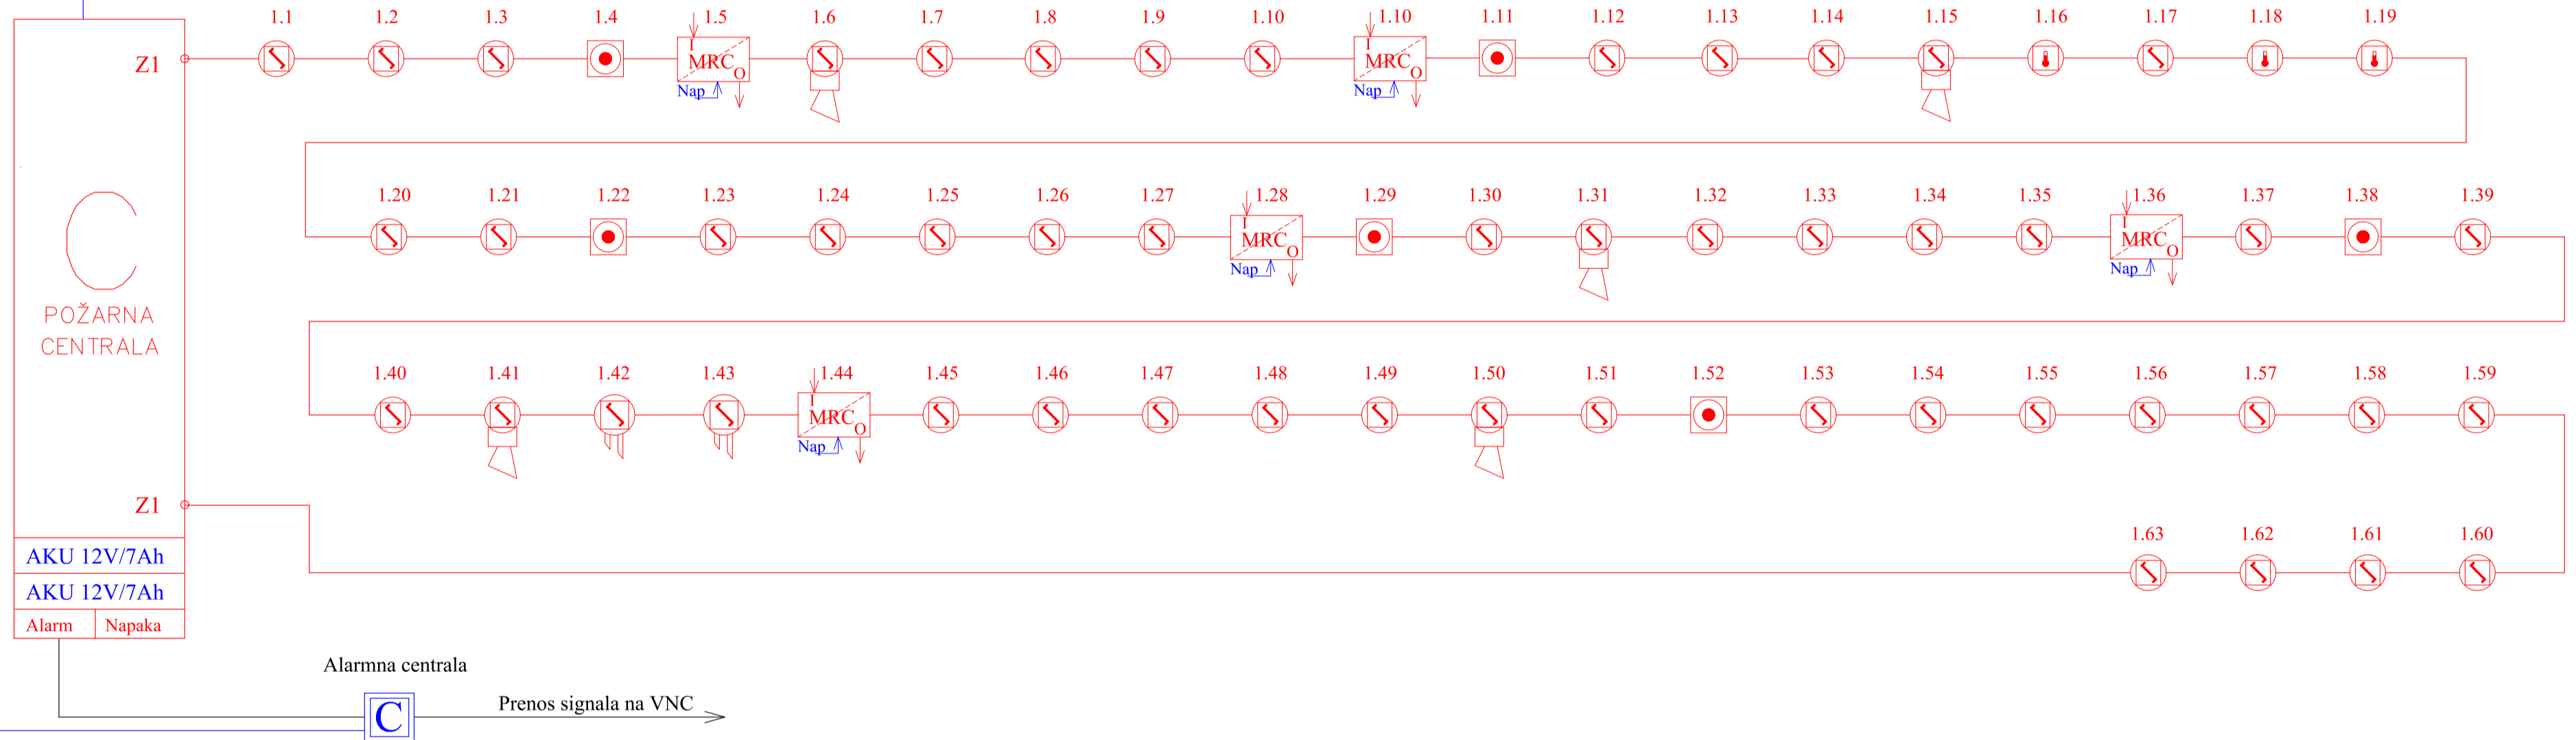 1.1 1.2 1.3 1.4 1.5 1.6 1.7 1.8 1.9 1.10 1.10 1.11 1.12 1.13 1.14 1.15 1.16 1.17 1.18 1.19
Z1
I MRC O
Nap
I MRC O
Nap
1.20 1.21 1.22 1.23 1.24 1.25 1.26 1.27 1.28 1.29 1.30 1.31 1.32 1.33 1.34 1.35 1.36 1.37 1.38 1.39
I MRC O
Nap
I MRC O
Nap
C
POŽARNA
CENTRALA
1.40 1.41 1.42 1.43 1.44 1.45 1.46 1.47 1.48 1.49 1.50 1.51 1.52 1.53 1.54 1.55 1.56 1.57 1.58 1.59
I MRC O
Nap
Z1
1.63 1.62 1.61 1.60
AKU 12V/7Ah
AKU 12V/7Ah
Alarm Napaka
Alarmna centrala
C
Prenos signala na VNC